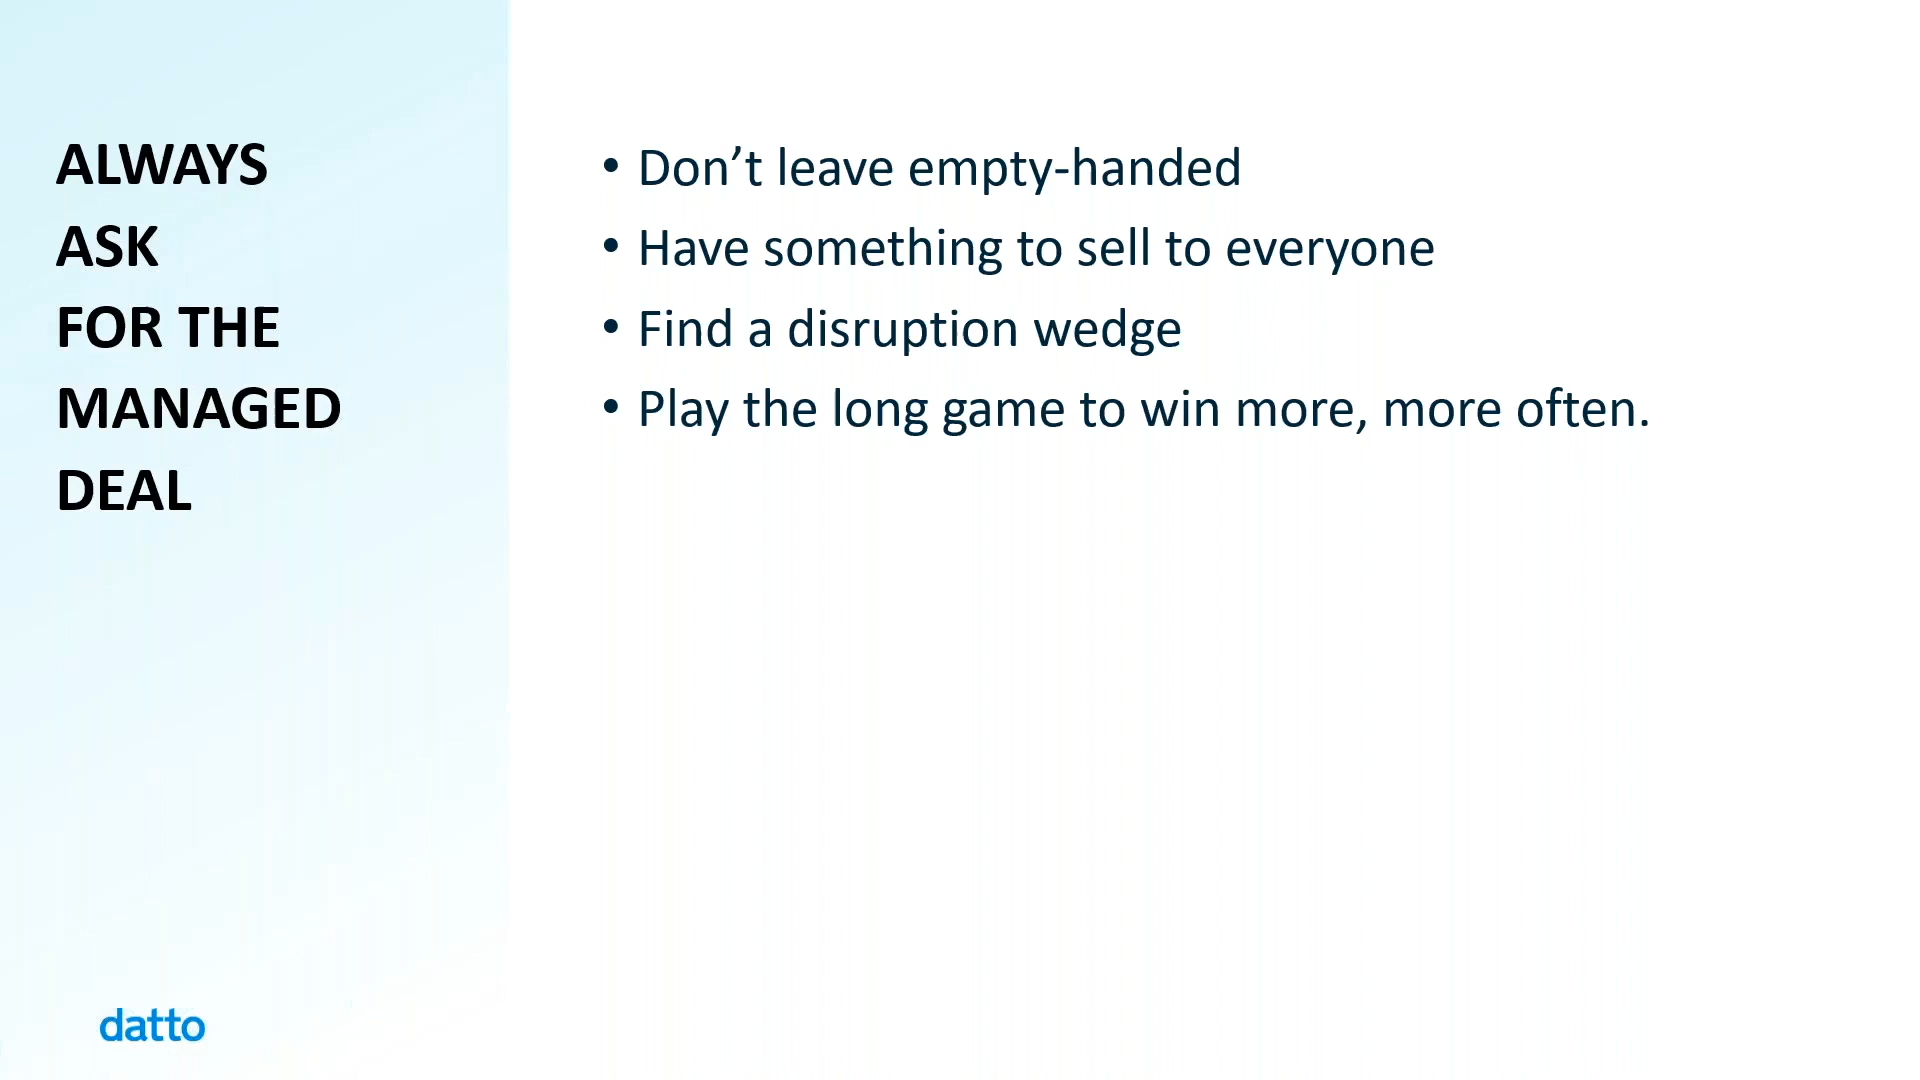 ALWAYS
ASK
FOR THE
MANAGED
DEAL
• Don’t leave empty-handed
• Have something to sell to everyone
• Find a disruption wedge
• Play the long game to win more, more often.
datto